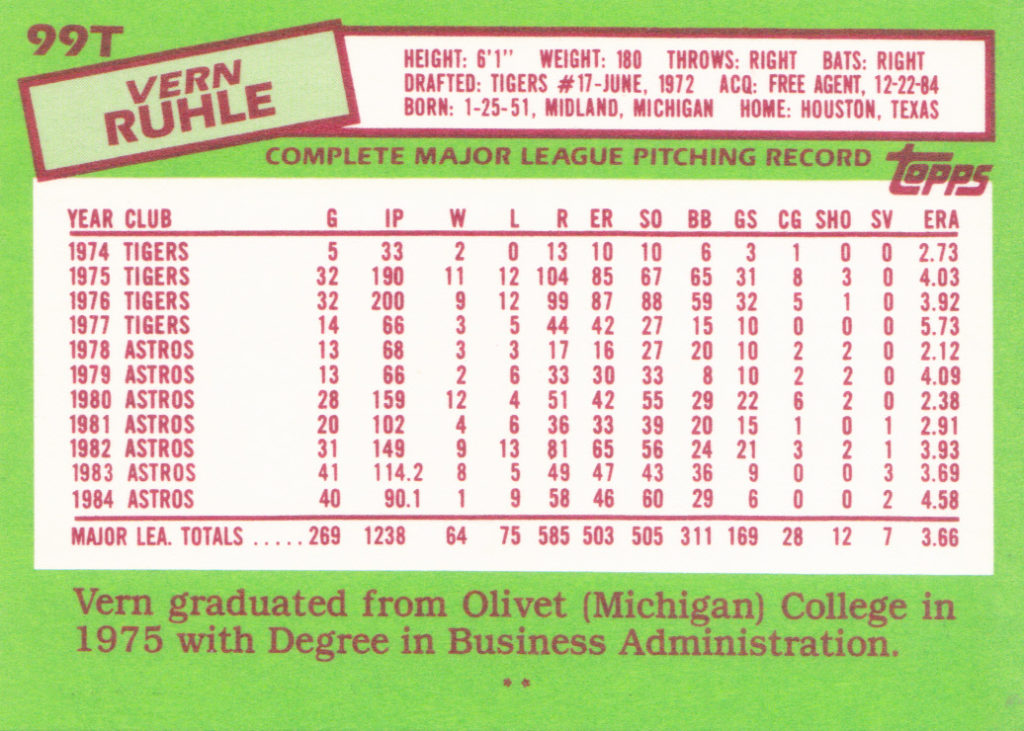 99T
VERN
RUHLE
HEIGHT: 6'1" WEIGHT: 180 THROWS: RIGHT BATS: RIGHT
DRAFTED: TIGERS #17-JUNE, 1972 ACQ: FREE AGENT, 12-22-84
BORN: 1-25-51, MIDLAND, MICHIGAN HOME: HOUSTON, TEXAS
COMPLETE MAJOR LEAGUE PITCHING RECORD
topps
YEAR CLUB G IP W L R ER SO BB GS CG SHO SV ERA
1974 TIGERS 5 33 2 0 13 10 10 6 3 1 0 0 2.73
1975 TIGERS 32 190 11 12 104 85 67 65 31 8 3 0 4.03
1976 TIGERS 32 200 9 12 99 87 88 59 32 5 1 0 3.92
1977 TIGERS 14 66 3 5 44 42 27 15 10 0 0 0 5.73
1978 ASTROS 13 68 3 3 17 16 27 20 10 2 2 0 2.12
1979 ASTROS 13 66 2 6 33 30 33 8 10 2 2 0 4.09
1980 ASTROS 28 159 12 4 51 42 55 29 22 6 2 0 2.38
1981 ASTROS 20 102 4 6 36 33 39 20 15 1 0 1 2.91
1982 ASTROS 31 149 9 13 81 65 56 24 21 3 2 1 3.93
1983 ASTROS 41 114.2 8 5 49 47 43 36 9 0 0 3 3.69
1984 ASTROS 40 90.1 1 9 58 46 60 29 6 0 0 2 4.58
MAJOR LEA. TOTALS .....269 1238 64 75 585 503 505 311 169 28 12 7 3.66
Vern graduated from Olivet (Michigan) College in
1975 with Degree in Business Administration.
**